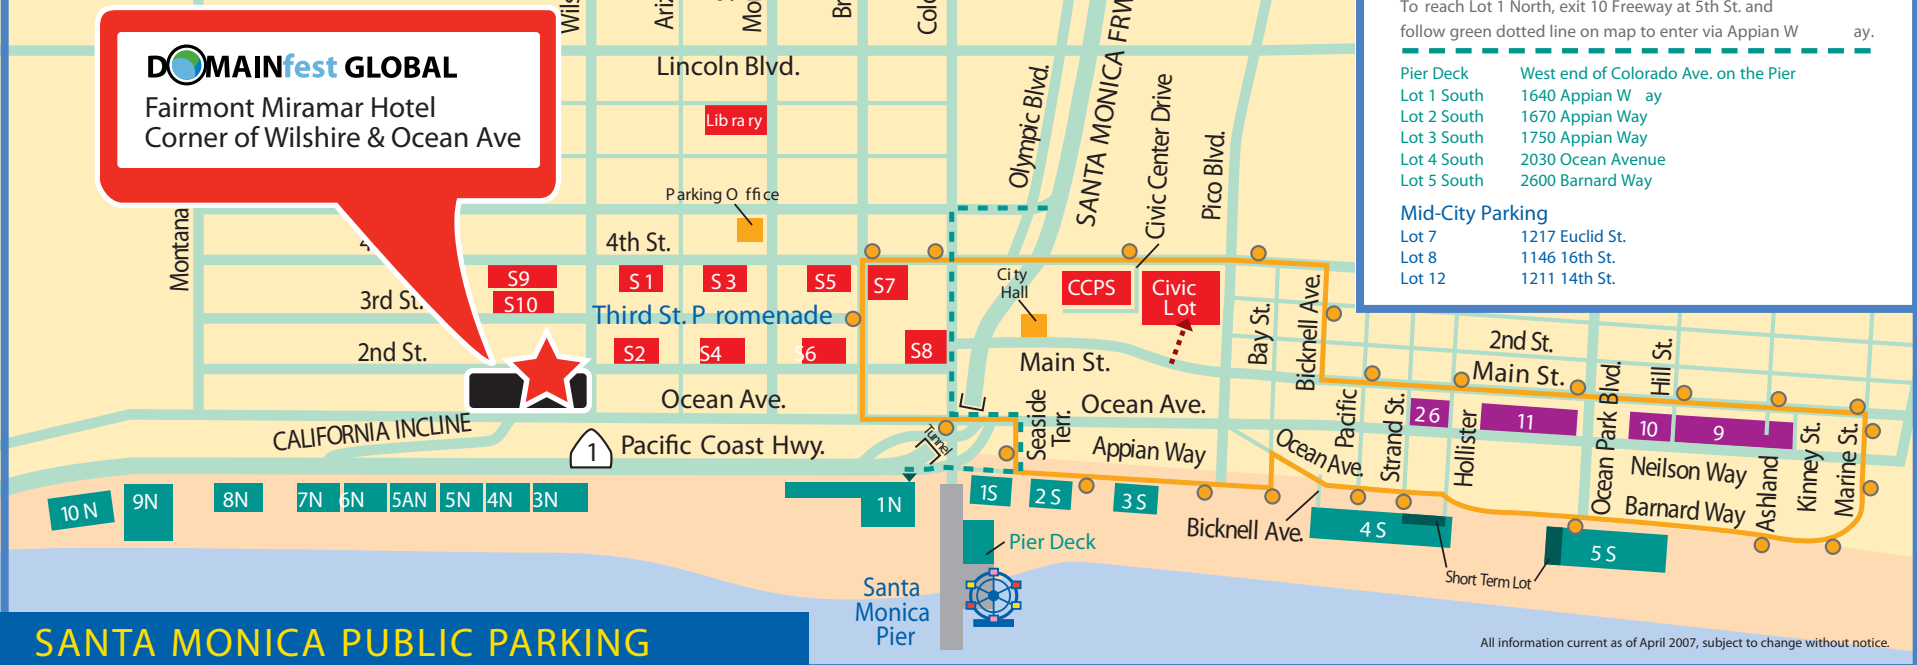 To reach Lot 1 North, exit 10 Freeway at 5th St. and
follow green dotted line on map to enter via Appian W ay.
Pier Deck West end of Colorado Ave. on the Pier
Lot 1 South 1640 Appian W ay
Lot 2 South 1670 Appian Way
Lot 3 South 1750 Appian Way
Lot 4 South 2030 Ocean Avenue
Lot 5 South 2600 Barnard Way
Mid-City Parking
Lot 7 1217 Euclid St.
Lot 8 1146 16th St.
Lot 12 1211 14th St.
DOMAINfest GLOBAL
Fairmont Miramar Hotel
Corner of Wilshire & Ocean Ave
Lincoln Blvd.
Library
Parking O ffice
Olympic Blvd.
SANTA MONICA FRW
Civic Center Drive
Pico Blvd.
Montana
4th St.
3rd St.
Third St. P romenade
2nd St.
S9
S10
S 1
S 3
S5
S7
S2
S4
S6
S8
City
Hall
CCPS
Civic
Lot
Bay St.
Bicknell Ave.
Main St.
2nd St.
Main St.
Hill St.
Ocean Park Blvd.
Ocean Ave.
Ocean Ave.
CALIFORNIA INCLINE
1
Pacific Coast Hwy.
Tunnel
Seaside
Terr.
Appian Way
Ocean Ave.
Pacific
Strand St.
Hollister
26
11
10
9
Neilson Way
Barnard Way
Ashland
Kinney St.
Marine St.
10 N
9N
8N
7N
6N
5AN
5N
4N
3N
1N
1S
2 S
3 S
Bicknell Ave.
4 S
5 S
Short Term Lot
Pier Deck
Santa
Monica
Pier
SANTA MONICA PUBLIC PARKING
All information current as of April 2007, subject to change without notice.